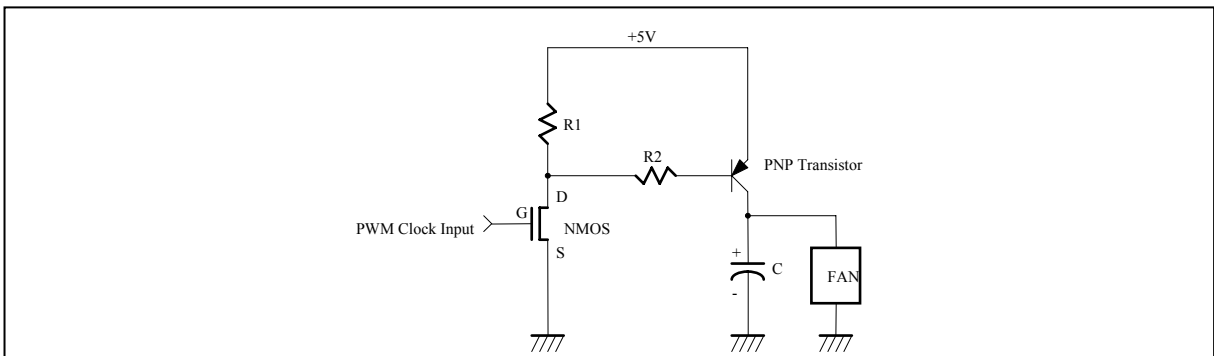 +5V
R1
R2
PNP Transistor
D
G
PWM Clock Input
NMOS
S
+
C
FAN
-